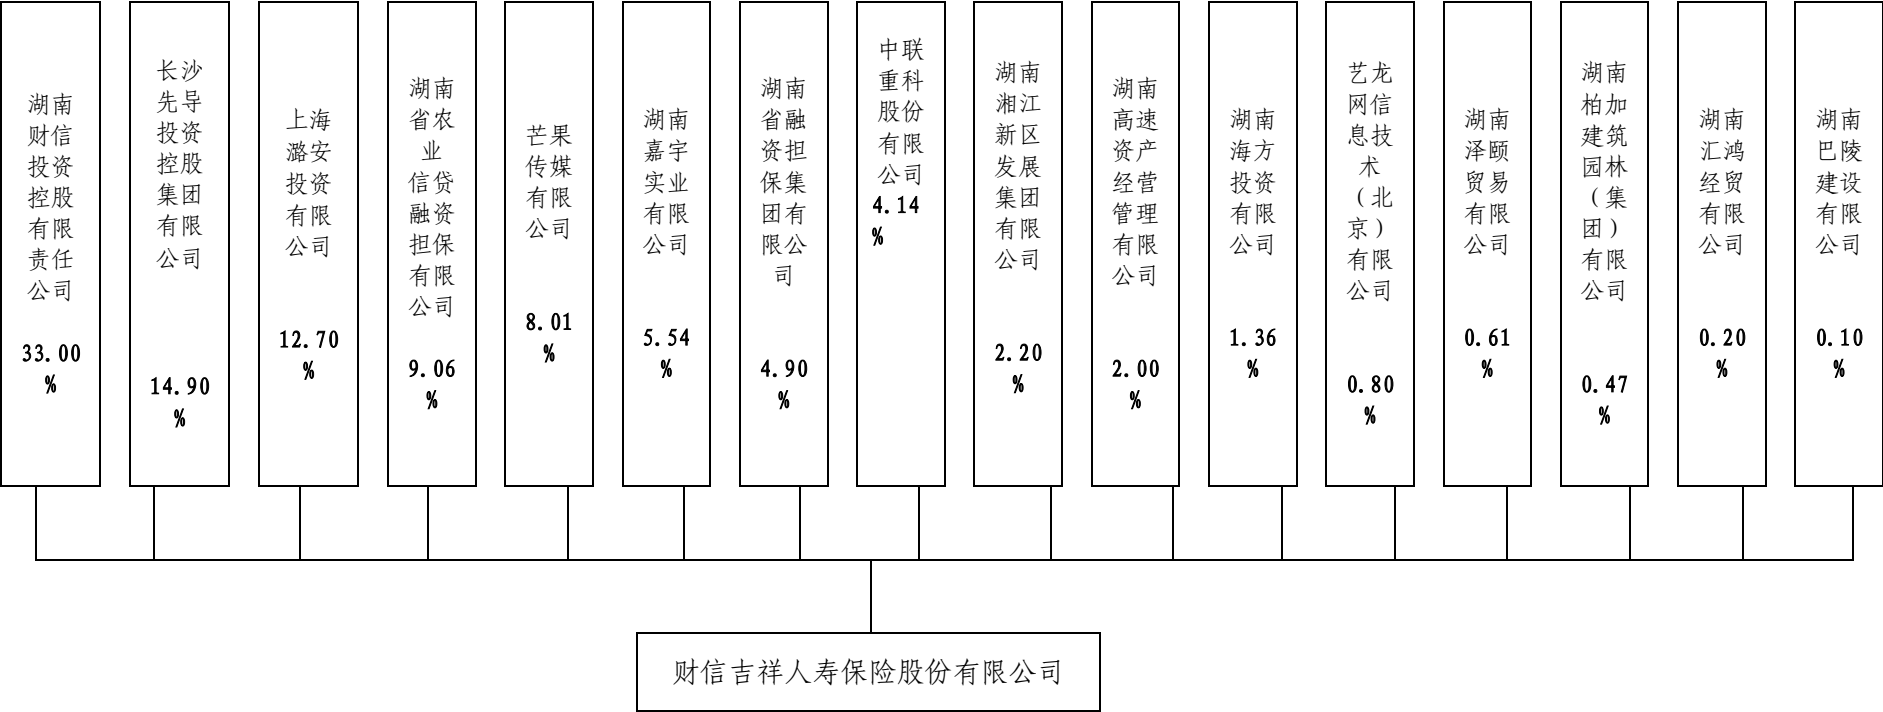 湖南
财信
投资
控股
有限
责任
公司
33.00
%
长沙
先导
投资
控股
集团
有限
公司
14.90
%
上海
潞安
投资
有限
公司
12.70
%
湖南
省农
业
信贷
融资
担保
有限
公司
9.06
%
芒果
传媒
有限
公司
8.01
%
湖南
嘉宇
实业
有限
公司
5.54
%
湖南
省融
资担
保集
团有
限公
司
4.90
%
中联
重科
股份
有限
公司
4.14
%
湖南
湘江
新区
发展
集团
有限
公司
2.20
%
湖南
高速
资产
经营
管理
有限
公司
2.00
%
湖南
海方
投资
有限
公司
1.36
%
艺龙
网信
息技
术
（北
京）
有限
公司
0.80
%
湖南
泽颐
贸易
有限
公司
0.61
%
湖南
柏加
建筑
园林
（集
团）
有限
公司
0.47
%
湖南
汇鸿
经贸
有限
公司
0.20
%
湖南
巴陵
建设
有限
公司
0.10
%
财信吉祥人寿保险股份有限公司